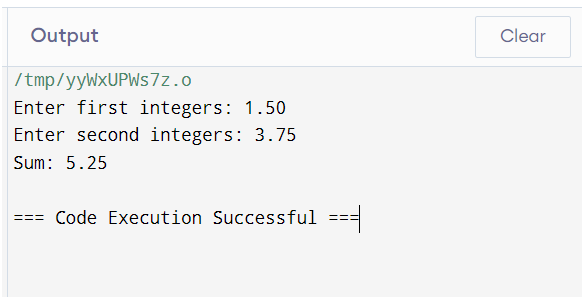 Output
Clear
/tmp/yyWxUPWs7z.o
Enter first integers: 1.50
Enter second integers: 3.75
Sum: 5.25
=== Code Execution Successful ===